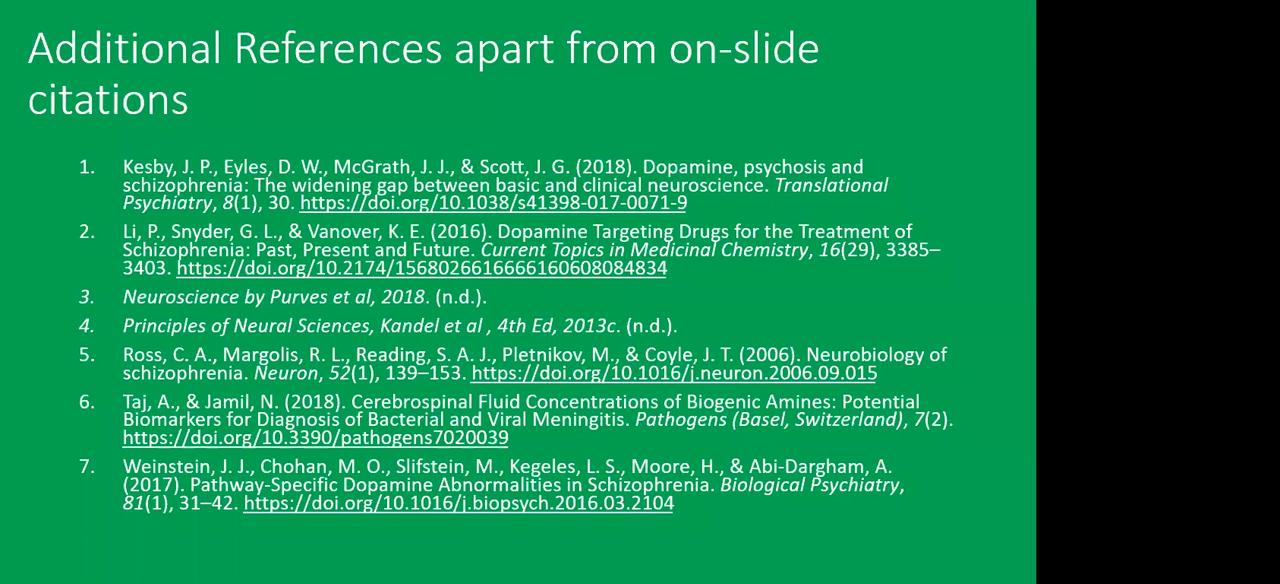 Additional References apart from on-slide
citations
1. Kesby, J. P., Eyles, D. W., McGrath, J. J., & Scott, J. G. (2018). Dopamine, psychosis and
schizophrenia: The widening gap between basic and clinical neuroscience. Translational
Psychiatry, 8(1), 30. https://doi.org/10.1038/s41398-017-0071-9
2. Li, P., Snyder, G. L., & Vanover, K. E. (2016). Dopamine Targeting Drugs for the Treatment of
Schizophrenia: Past, Present and Future. Current Topics in Medicinal Chemistry, 16(29), 3385–
3403. https://doi.org/10.2174/1568026616666160608084834
3. Neuroscience by Purves et al, 2018. (n.d.).
4. Principles of Neural Sciences, Kandel et al , 4th Ed, 2013c. (n.d.).
5. Ross, C. A., Margolis, R. L., Reading, S. A. J., Pletnikov, M., & Coyle, J. T. (2006). Neurobiology of
schizophrenia. Neuron, 52(1), 139–153. https://doi.org/10.1016/j.neuron.2006.09.015
6. Taj, A., & Jamil, N. (2018). Cerebrospinal Fluid Concentrations of Biogenic Amines: Potential
Biomarkers for Diagnosis of Bacterial and Viral Meningitis. Pathogens (Basel, Switzerland), 7(2).
https://doi.org/10.3390/pathogens7020039
7. Weinstein, J. J., Chohan, M. O., Slifstein, M., Kegeles, L. S., Moore, H., & Abi-Dargham, A.
(2017). Pathway-Specific Dopamine Abnormalities in Schizophrenia. Biological Psychiatry,
81(1), 31–42. https://doi.org/10.1016/j.biopsych.2016.03.2104